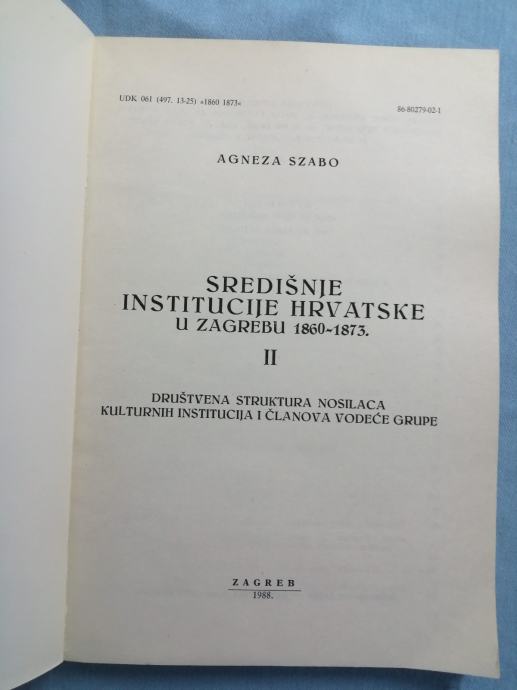 UDK 061 (497. 13-25) »1860 1873«
86-80279-02-1
AGNEZA SZABO
SREDIŠNJE
INSTITUCIJE HRVATSKE
U ZAGREBU 1860-1873.
II
DRUŠTVENA STRUKTURA NOSILACA
KULTURNIH INSTITUCIJA I ČLANOVA VODEĆE GRUPE
ZAGREB
1988.